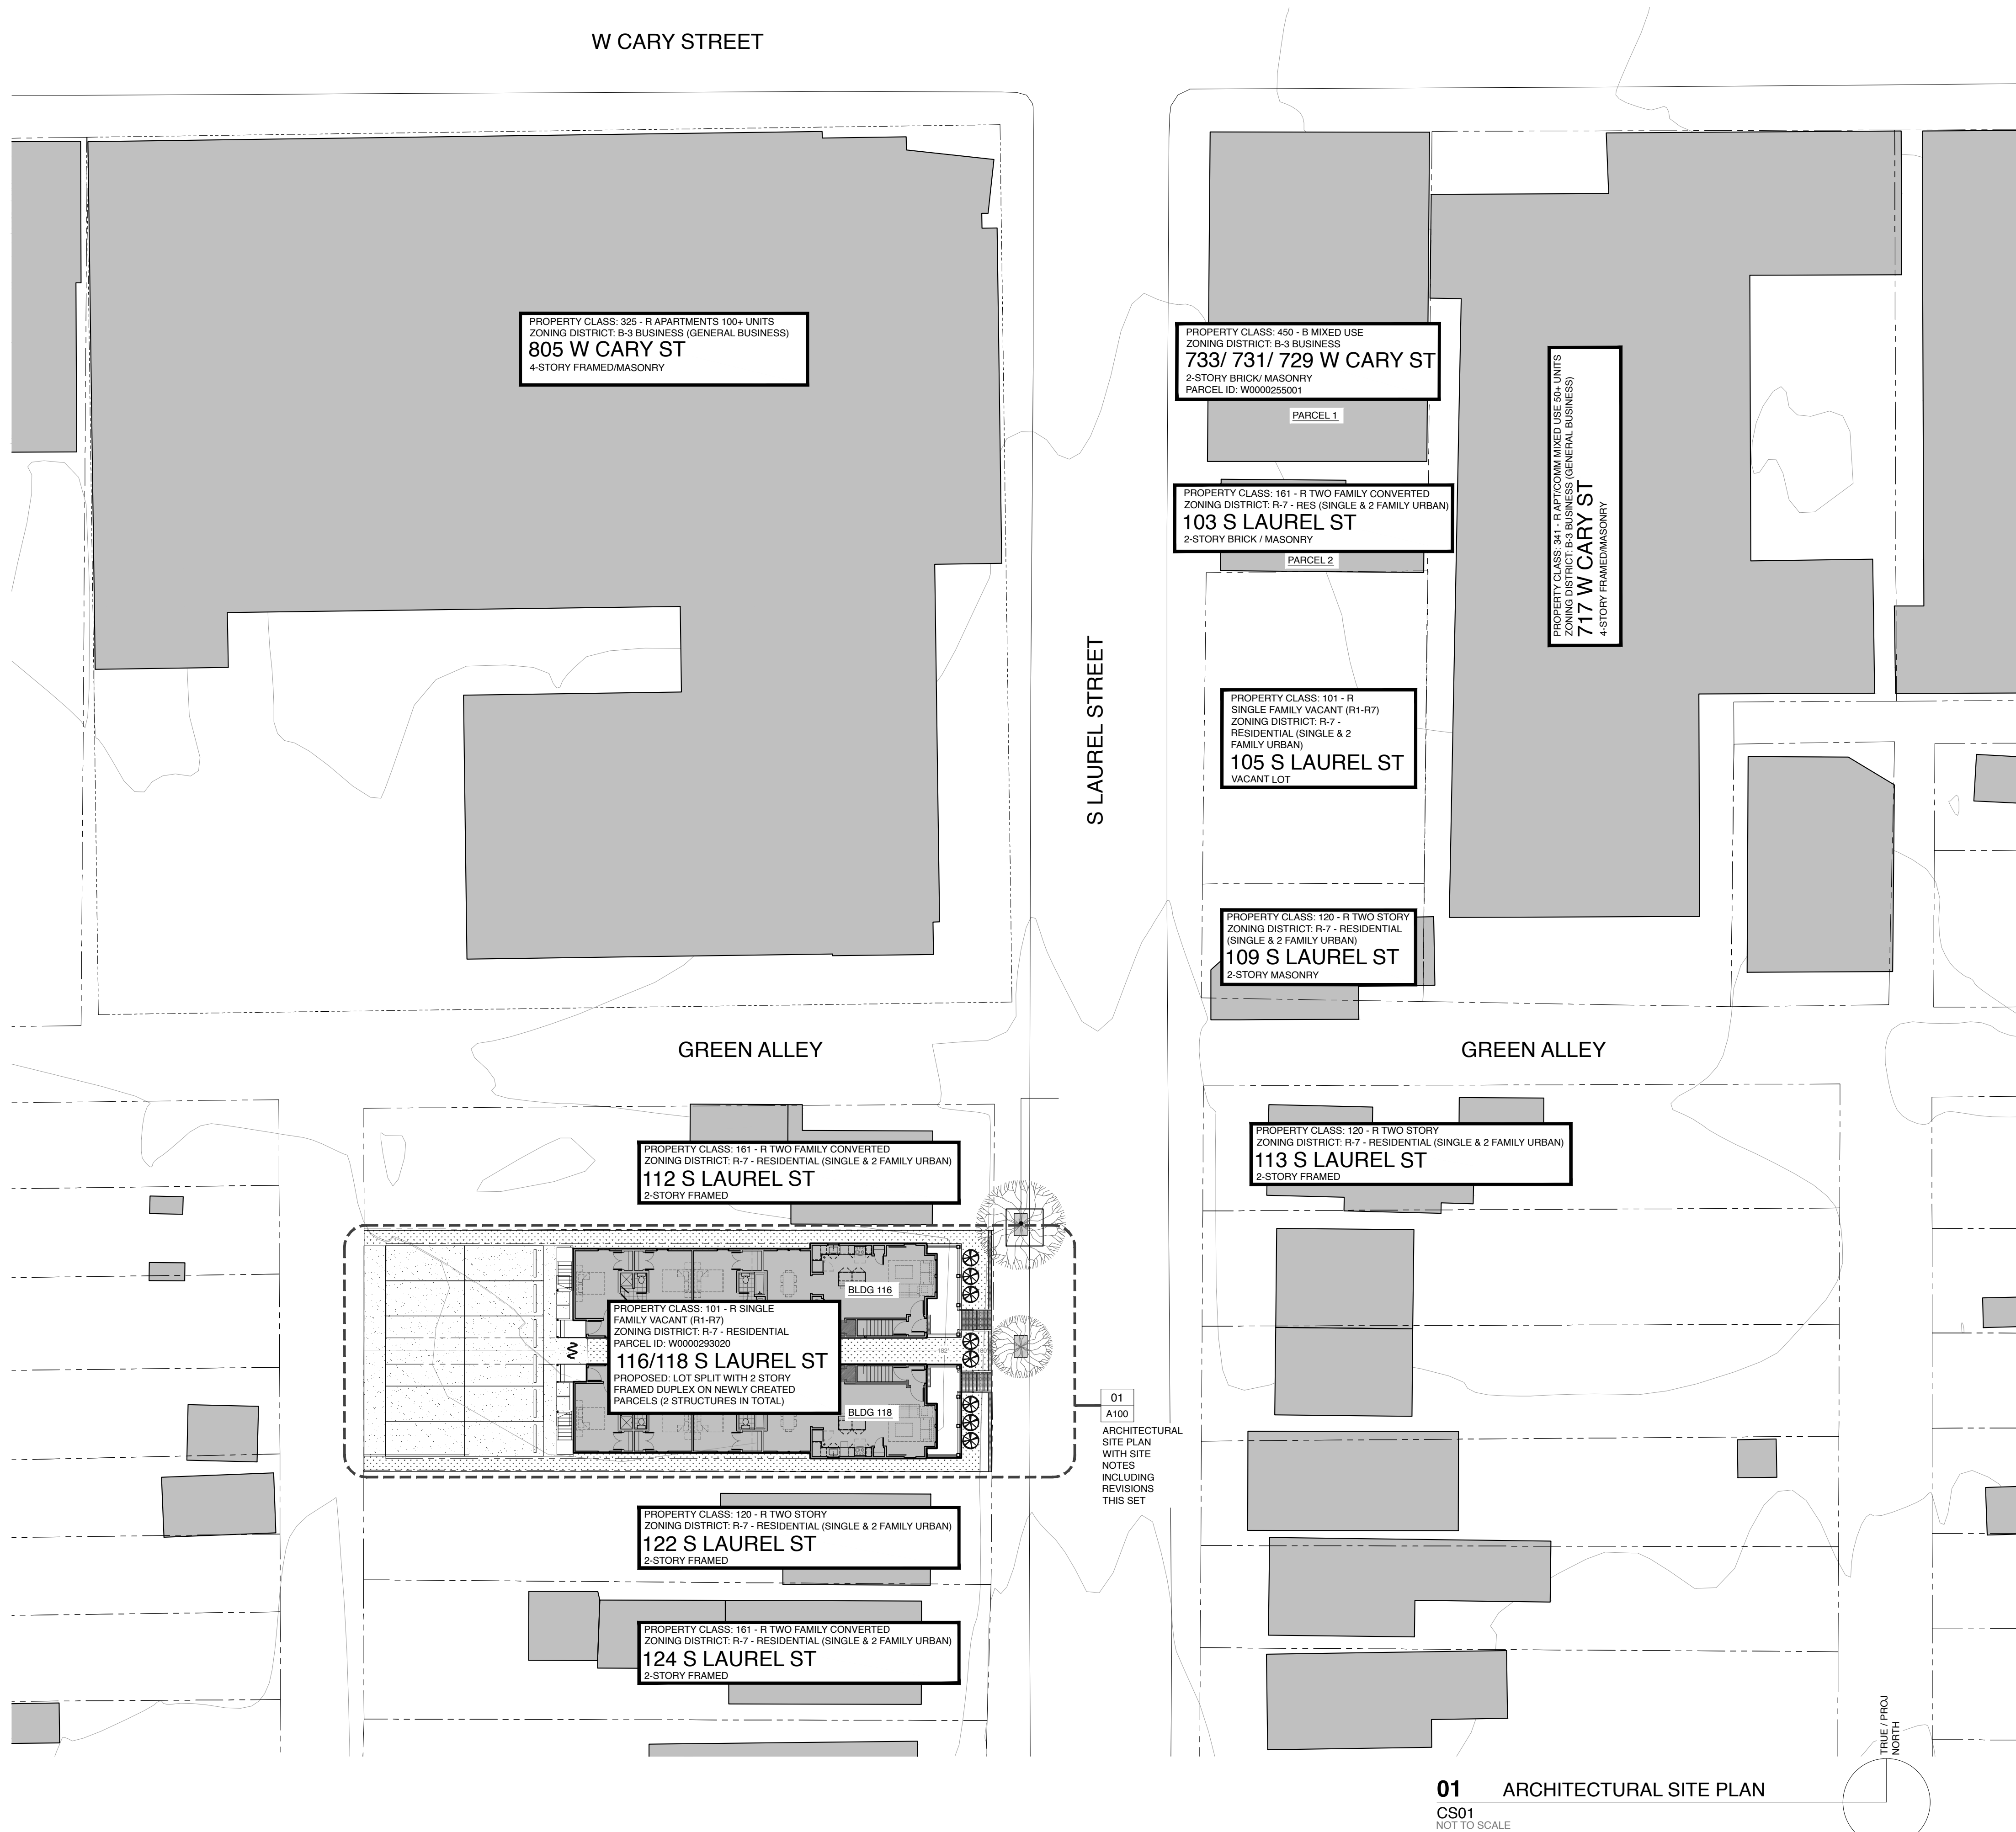 W CARY STREET
PROPERTY CLASS: 325 - R APARTMENTS 100+ UNITS
ZONING DISTRICT: B-3 BUSINESS (GENERAL BUSINESS)
805 W CARY ST
4-STORY FRAMED/MASONRY
PROPERTY CLASS: 450 - B MIXED USE
ZONING DISTRICT: B-3 BUSINESS
733/ 731/ 729 W CARY ST
2-STORY BRICK/ MASONRY
PARCEL ID: W0000255001
PARCEL 1
PROPERTY CLASS: 341 - R APT/COMM MIXED USE 50+ UNITS
ZONING DISTRICT: B-3 BUSINESS (GENERAL BUSINESS)
717 W CARY ST
4-STORY FRAMED/MASONRY
PROPERTY CLASS: 161 - R TWO FAMILY CONVERTED
ZONING DISTRICT: R-7 - RES (SINGLE & 2 FAMILY URBAN)
103 S LAUREL ST
2-STORY BRICK / MASONRY
PARCEL 2
S LAUREL STREET
PROPERTY CLASS: 101 - R
SINGLE FAMILY VACANT (R1-R7)
ZONING DISTRICT: R-7 -
RESIDENTIAL (SINGLE & 2
FAMILY URBAN)
105 S LAUREL ST
VACANT LOT
PROPERTY CLASS: 120 - R TWO STORY
ZONING DISTRICT: R-7 - RESIDENTIAL
(SINGLE & 2 FAMILY URBAN)
109 S LAUREL ST
2-STORY MASONRY
GREEN ALLEY
GREEN ALLEY
PROPERTY CLASS: 161 - R TWO FAMILY CONVERTED
ZONING DISTRICT: R-7 - RESIDENTIAL (SINGLE & 2 FAMILY URBAN)
112 S LAUREL ST
2-STORY FRAMED
PROPERTY CLASS: 120 - R TWO STORY
ZONING DISTRICT: R-7 - RESIDENTIAL (SINGLE & 2 FAMILY URBAN)
113 S LAUREL ST
2-STORY FRAMED
BLDG 116
PROPERTY CLASS: 101 - R SINGLE
FAMILY VACANT (R1-R7)
ZONING DISTRICT: R-7 - RESIDENTIAL
PARCEL ID: W0000293020
116/118 S LAUREL ST
PROPOSED: LOT SPLIT WITH 2 STORY
FRAMED DUPLEX ON NEWLY CREATED
PARCELS (2 STRUCTURES IN TOTAL)
BLDG 118
01
A100
ARCHITECTURAL
SITE PLAN
WITH SITE
NOTES
INCLUDING
REVISIONS
THIS SET
PROPERTY CLASS: 120 - R TWO STORY
ZONING DISTRICT: R-7 - RESIDENTIAL (SINGLE & 2 FAMILY URBAN)
122 S LAUREL ST
2-STORY FRAMED
PROPERTY CLASS: 161 - R TWO FAMILY CONVERTED
ZONING DISTRICT: R-7 - RESIDENTIAL (SINGLE & 2 FAMILY URBAN)
124 S LAUREL ST
2-STORY FRAMED
TRUE / PROJ
NORTH
01 ARCHITECTURAL SITE PLAN
CS01
NOT TO SCALE